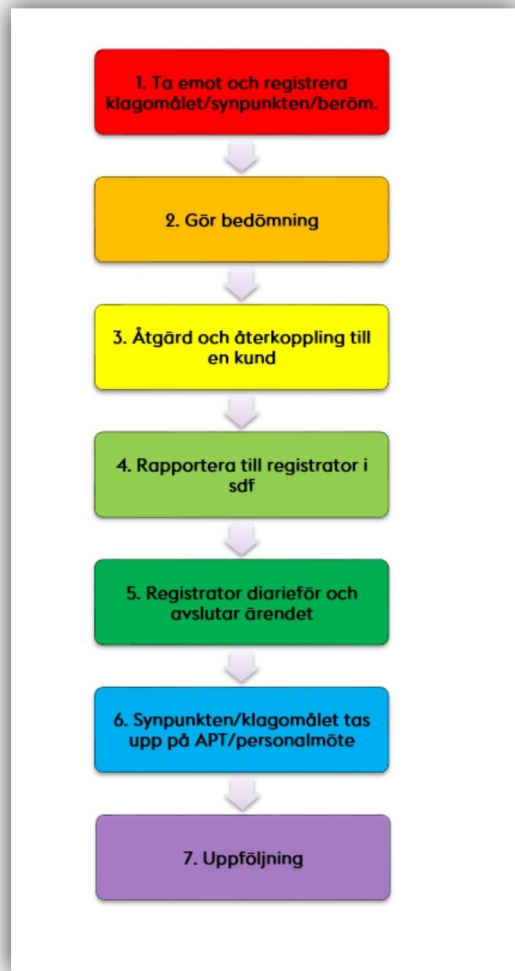 1. Ta emot och registrera
klagomålet/synpunkten/beröm.
2. Gör bedömning
3. Åtgärd och återkoppling till
en kund
4. Rapportera till registrator i
sdf
5. Registrator diarieför och
avslutar ärendet
6. Synpunkten/klagomålet tas
upp på APT/personalmöte
7. Uppföljning